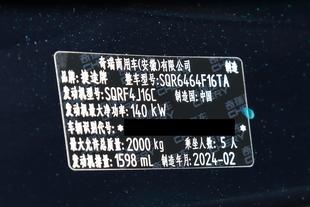 奇瑞商用车(安徽)有限公司 制造
品牌:捷途牌 整车型号:SQR6464F16TA
发动机型号:SQRF4J16C 制造国:中国
发动机最大净功率:140 KW
车辆识别代号:*
最大允许总质量:2000 kg 乘坐人数:5 人
发动机排量:1598 mL 制造年月:2024-02